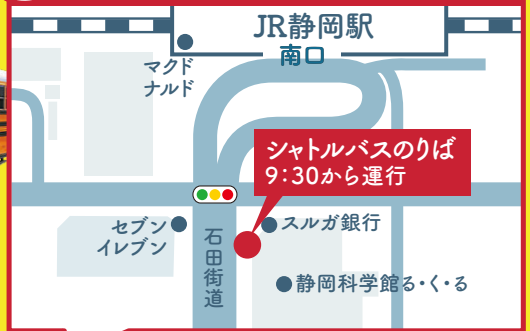 JR静岡駅
南口
マクド
ナルド
シャトルバスのりば
9:30から運行
セブン
イレブン
石田街道
スルガ銀行
静岡科学館る・く・る